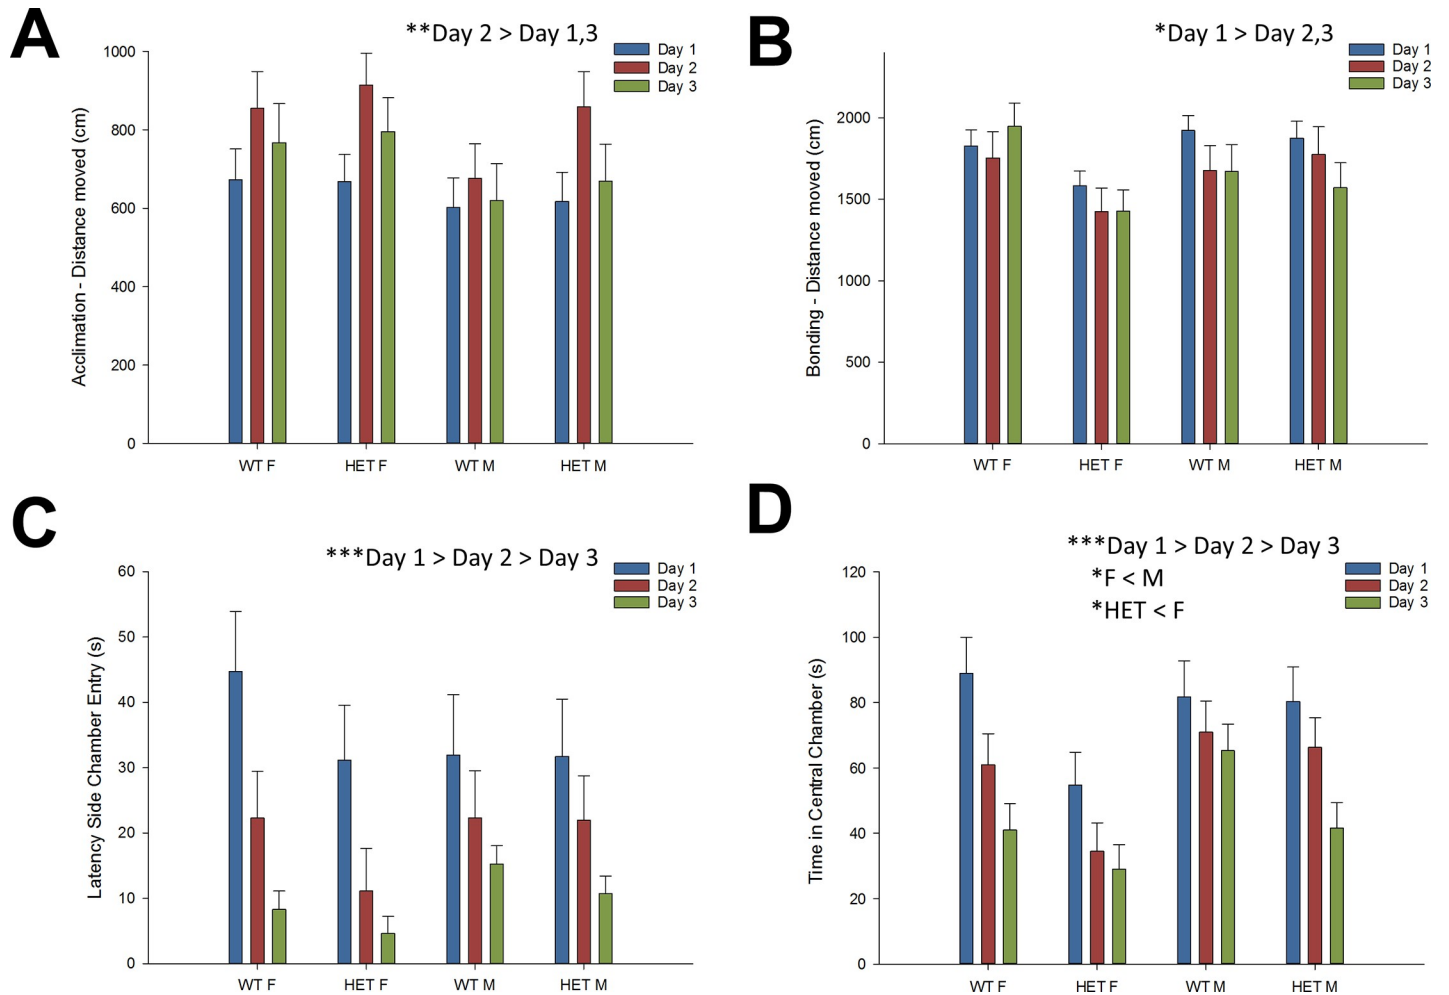 A
**Day 2 > Day 1,3
Day 1
Day 2
Day 3
Acclimation - Distance moved (cm)
1000
800
600
400
200
0
WT F
HET F
WT M
HET M
B
*Day 1 > Day 2,3
Day 1
Day 2
Day 3
Bonding - Distance moved (cm)
2000
1500
1000
500
0
WT F
HET F
WT M
HET M
C
***Day 1 > Day 2 > Day 3
Day 1
Day 2
Day 3
Latency Side Chamber Entry (s)
60
50
40
30
20
10
0
WT F
HET F
WT M
HET M
D
***Day 1 > Day 2 > Day 3
*F < M
*HET < F
Day 1
Day 2
Day 3
Time in Central Chamber (s)
120
100
80
60
40
20
0
WT F
HET F
WT M
HET M